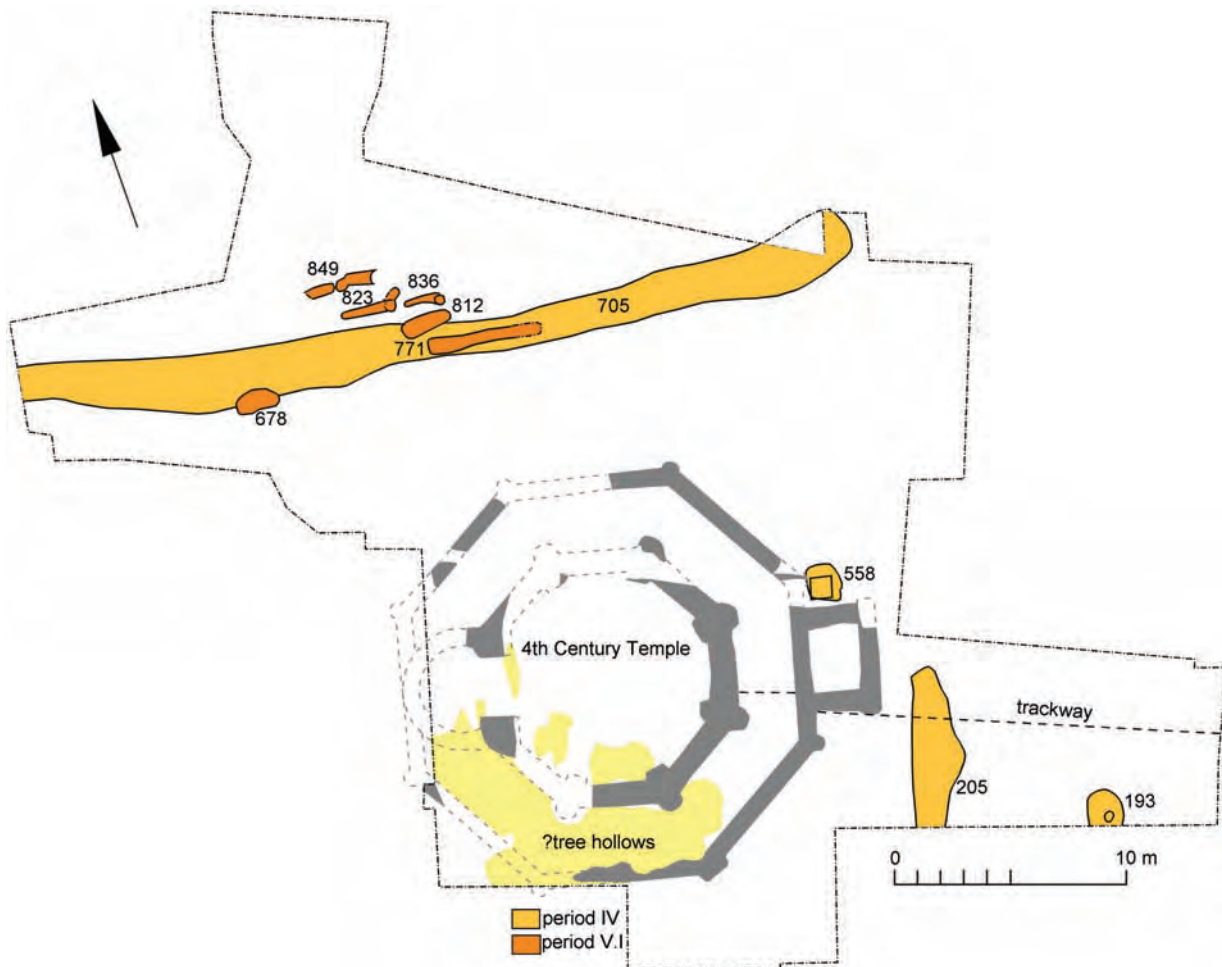 849
836
823
812
705
771
678
558
4th Century Temple
trackway
205
193
?tree hollows
0 10 m
period IV
period V.I